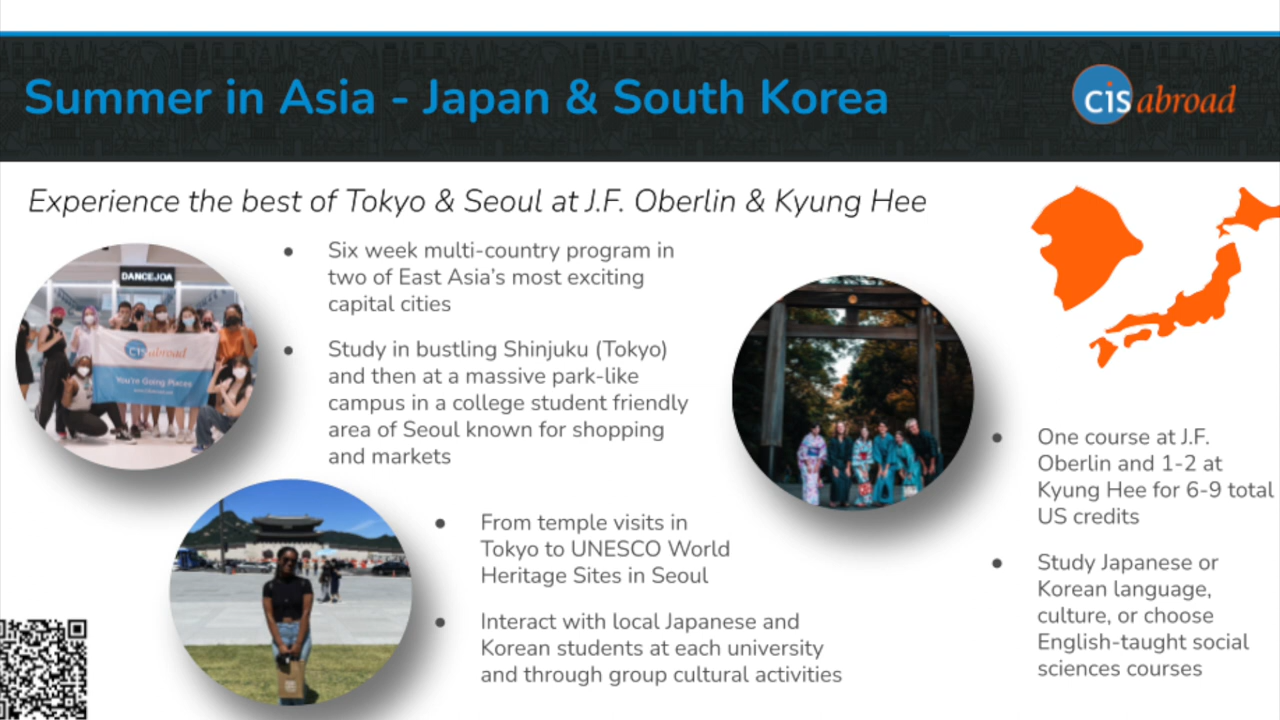 Summer in Asia - Japan & South Korea
cis abroad
Experience the best of Tokyo & Seoul at J.F. Oberlin & Kyung Hee
DANCEJOA
cis abroad
You're Going Places
● Six week multi-country program in
two of East Asia's most exciting
capital cities
● Study in bustling Shinjuku (Tokyo)
and then at a massive park-like
campus in a college student friendly
area of Seoul known for shopping
and markets
● From temple visits in
Tokyo to UNESCO World
Heritage Sites in Seoul
● Interact with local Japanese and
Korean students at each university
and through group cultural activities
● One course at J.F.
Oberlin and 1-2 at
Kyung Hee for 6-9 total
US credits
● Study Japanese or
Korean language,
culture, or choose
English-taught social
sciences courses